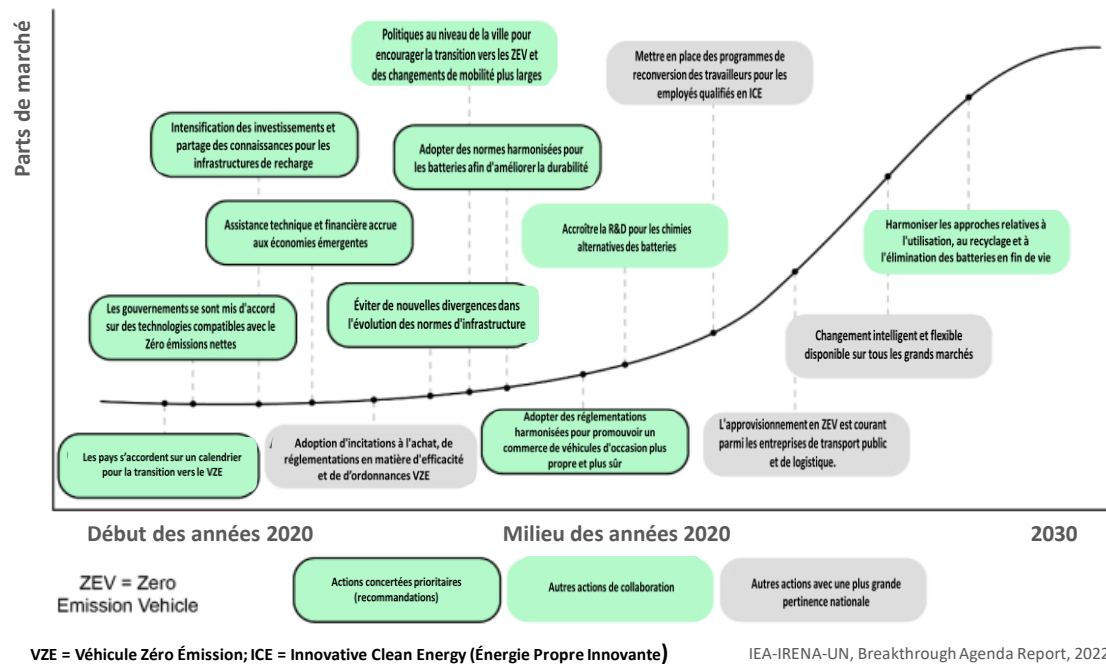 Parts de marché
Politiques au niveau de la ville pour
encourager la transition vers les ZEV et
des changements de mobilité plus larges
Mettre en place des programmes de
reconversion des travailleurs pour les
employés qualifiés en ICE
Intensification des investissements et
partage des connaissances pour les
infrastructures de recharge
Adopter des normes harmonisées pour
les batteries afin d'améliorer la durabilité
Assistance technique et financière accrue
aux économies émergentes
Accroître la R&D pour les chimies
alternatives des batteries
Harmoniser les approches relatives à
l'utilisation, au recyclage et à
l'élimination des batteries en fin de vie
Les gouvernements se sont mis d'accord
sur des technologies compatibles avec le
Zéro émissions nettes
Éviter de nouvelles divergences dans
l'évolution des normes d'infrastructure
Changement intelligent et flexible
disponible sur tous les grands marchés
Les pays s'accordent sur un calendrier
pour la transition vers le VZE
Adoption d'incitations à l'achat, de
réglementations en matière d'efficacité
et de d'ordonnances VZE
Adopter des réglementations
harmonisées pour promouvoir un
commerce de véhicules d'occasion plus
propre et plus sûr
L'approvisionnement en ZEV est courant
parmi les entreprises de transport public
et de logistique.
Début des années 2020
Milieu des années 2020
2030
ZEV = Zero
Emission Vehicle
Actions concertées prioritaires
(recommandations)
Autres actions de collaboration
Autres actions avec une plus grande
pertinence nationale
VZE = Véhicule Zéro Émission; ICE = Innovative Clean Energy (Énergie Propre Innovante)
IEA-IRENA-UN, Breakthrough Agenda Report, 2022